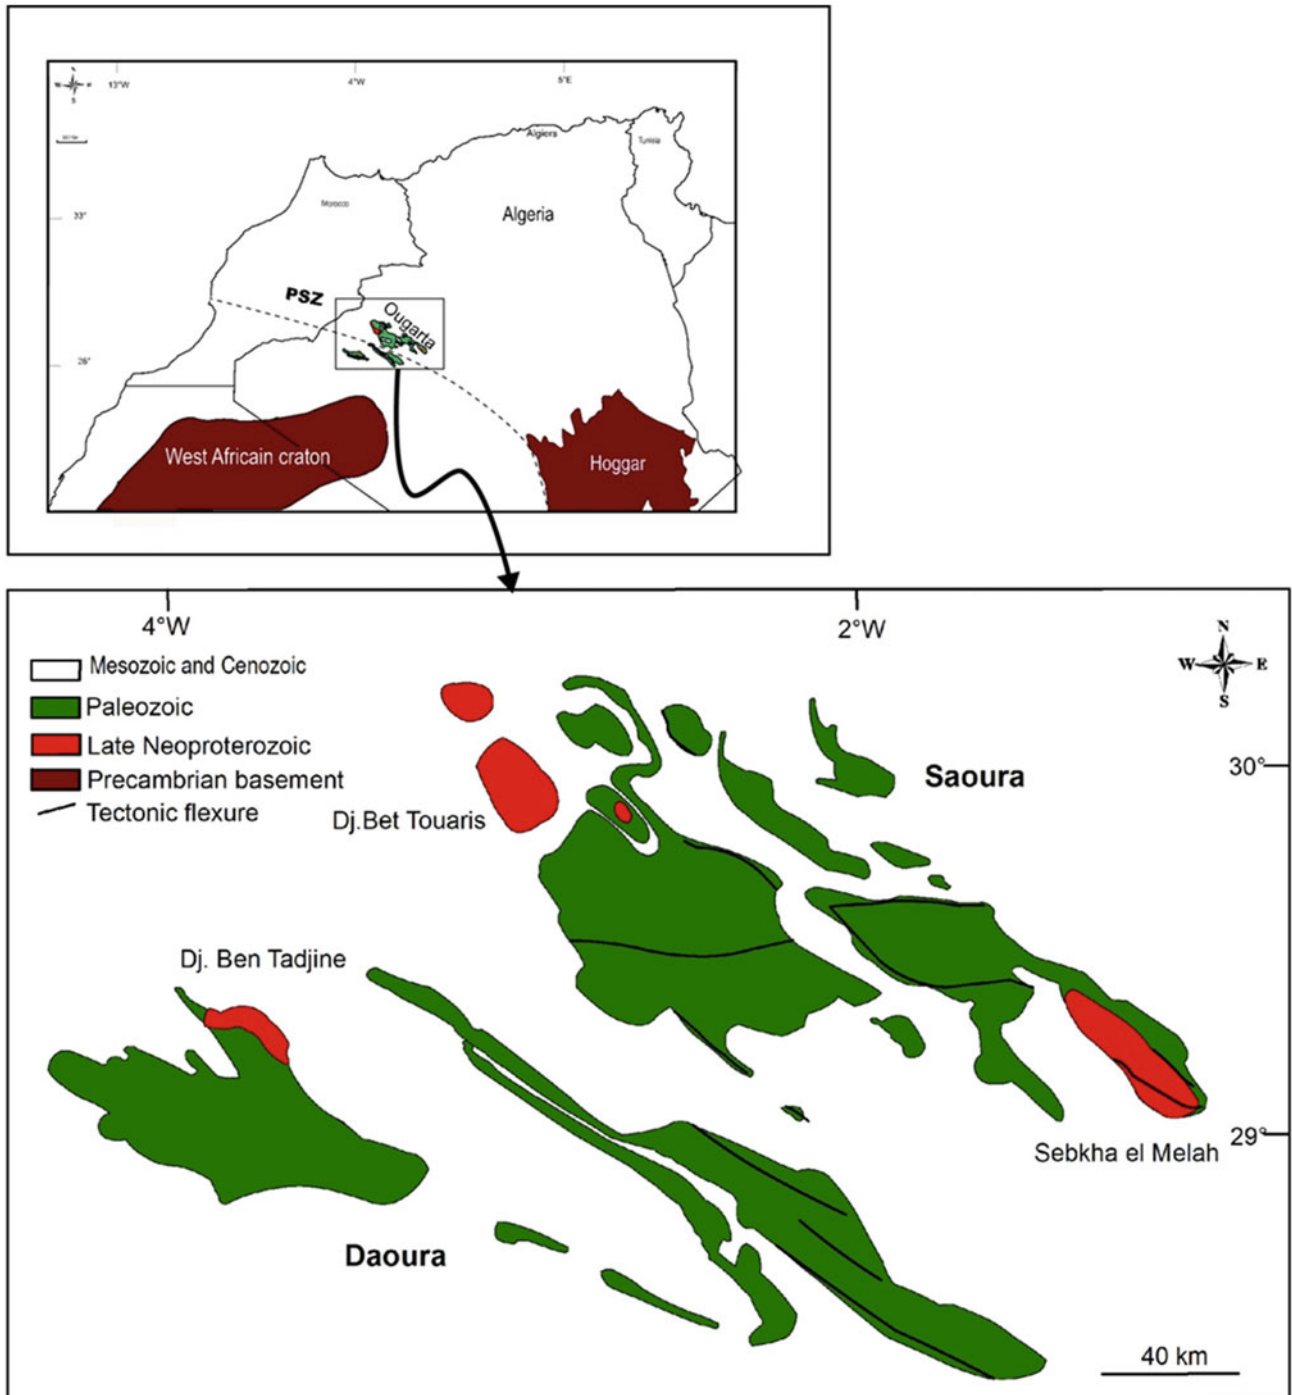 13°W
4°W
5°E
Algiers
Tunisia
33°
Morocco
Algeria
PSZ
Ougarta
West Africain craton
Hoggar
4°W
2°W
N
W E
S
Mesozoic and Cenozoic
Paleozoic
Late Neoproterozoic
Precambrian basement
Tectonic flexure
30°
Saoura
Dj.Bet Touaris
Dj. Ben Tadjine
29°
Sebkha el Melah
Daoura
40 km